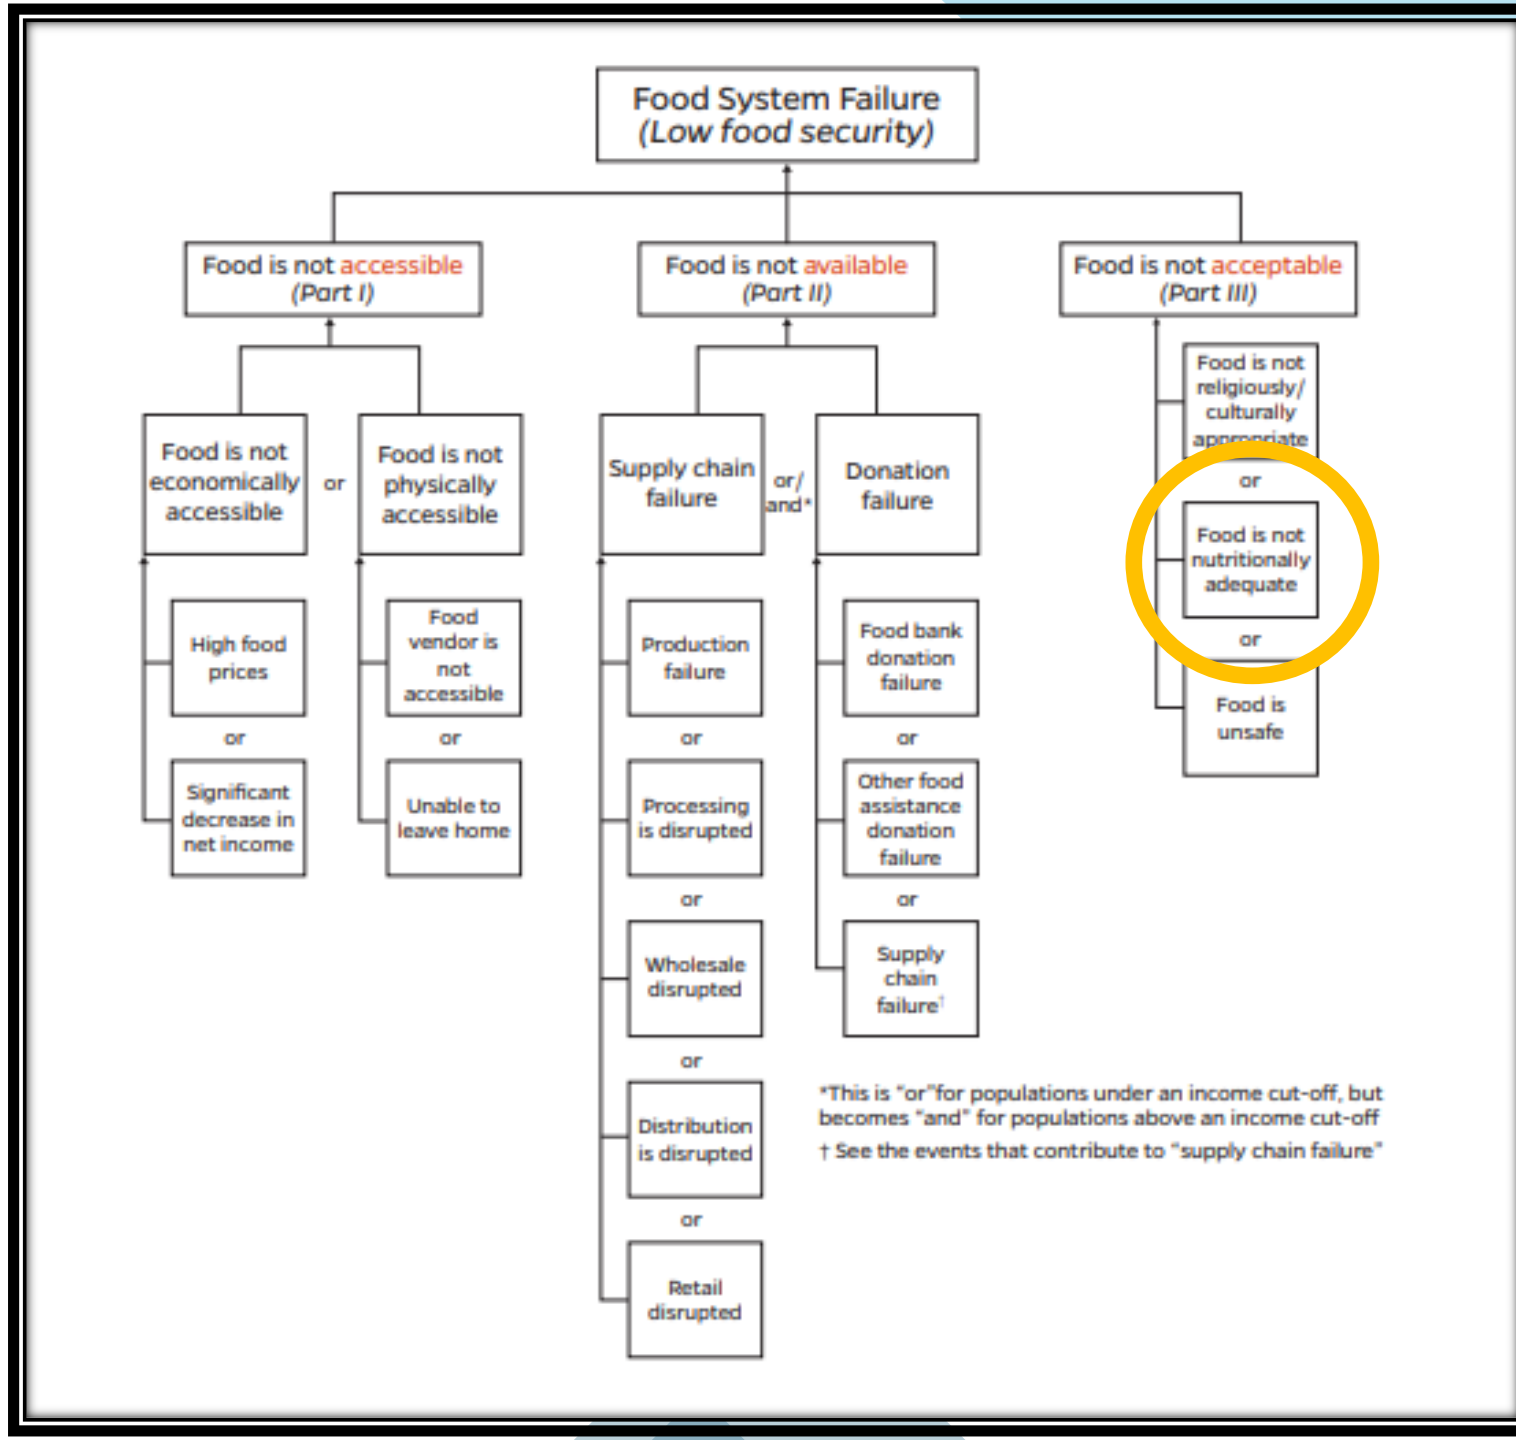 Food System Failure
(Low food security)
Food is not accessible
(Part I)
Food is not available
(Part II)
Food is not acceptable
(Part III)
Food is not
economically
accessible
or
Food is not
physically
accessible
High food
prices
or
Significant
decrease in
net income
Food
vendor is
not
accessible
or
Unable to
leave home
Supply chain
failure
or/
and*
Donation
failure
Production
failure
or
Processing
is disrupted
or
Wholesale
disrupted
or
Distribution
is disrupted
or
Retail
disrupted
Food bank
donation
failure
or
Other food
assistance
donation
failure
or
Supply
chain
failure†
Food is not
religiously/
culturally
appropriate
or
Food is not
nutritionally
adequate
or
Food is
unsafe
*This is "or"for populations under an income cut-off, but
becomes "and" for populations above an income cut-off
† See the events that contribute to "supply chain failure"